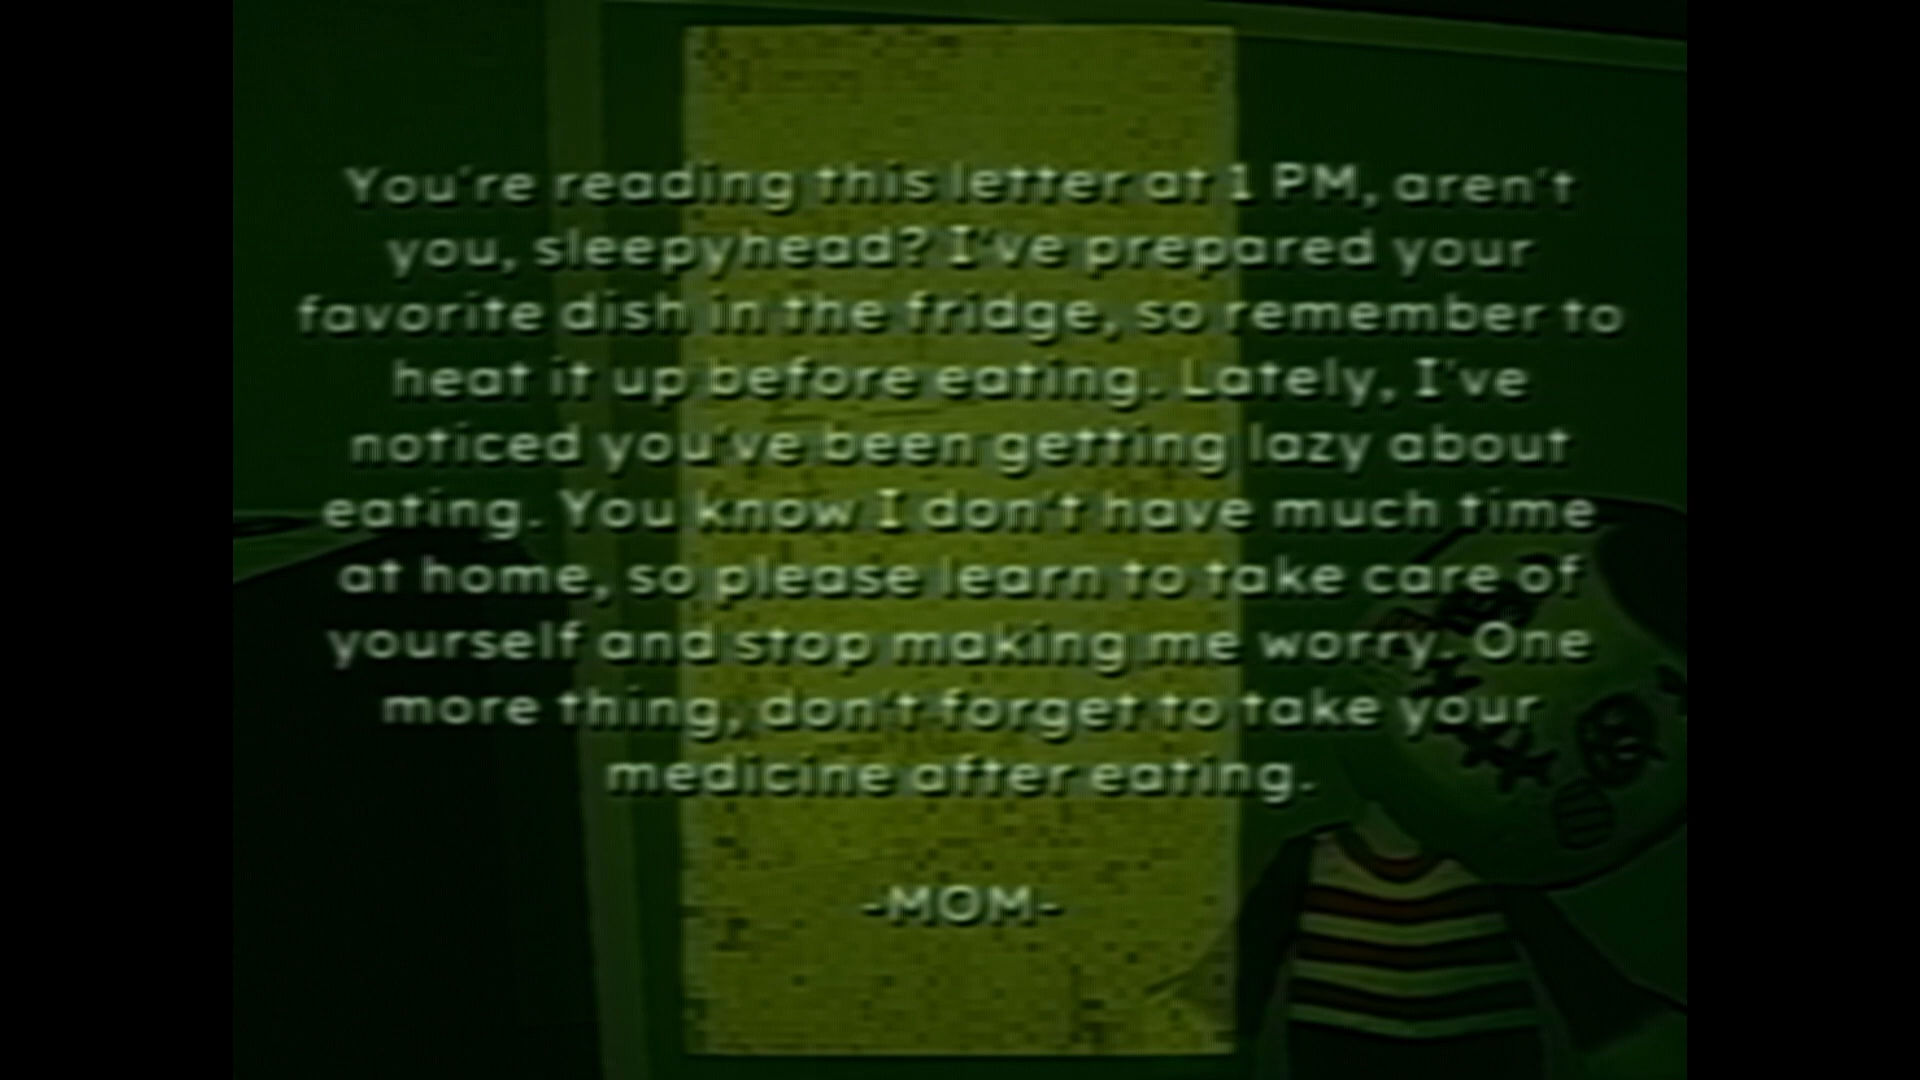 You're reading this letter at 1 PM, aren't
you, sleepyhead? I've prepared your
favorite dish in the fridge, so remember to
heat it up before eating. Lately, I've
noticed you've been getting lazy about
eating. You know I don't have much time
at home, so please learn to take care of
yourself and stop making me worry. One
more thing, don't forget to take your
medicine after eating.
-MOM-